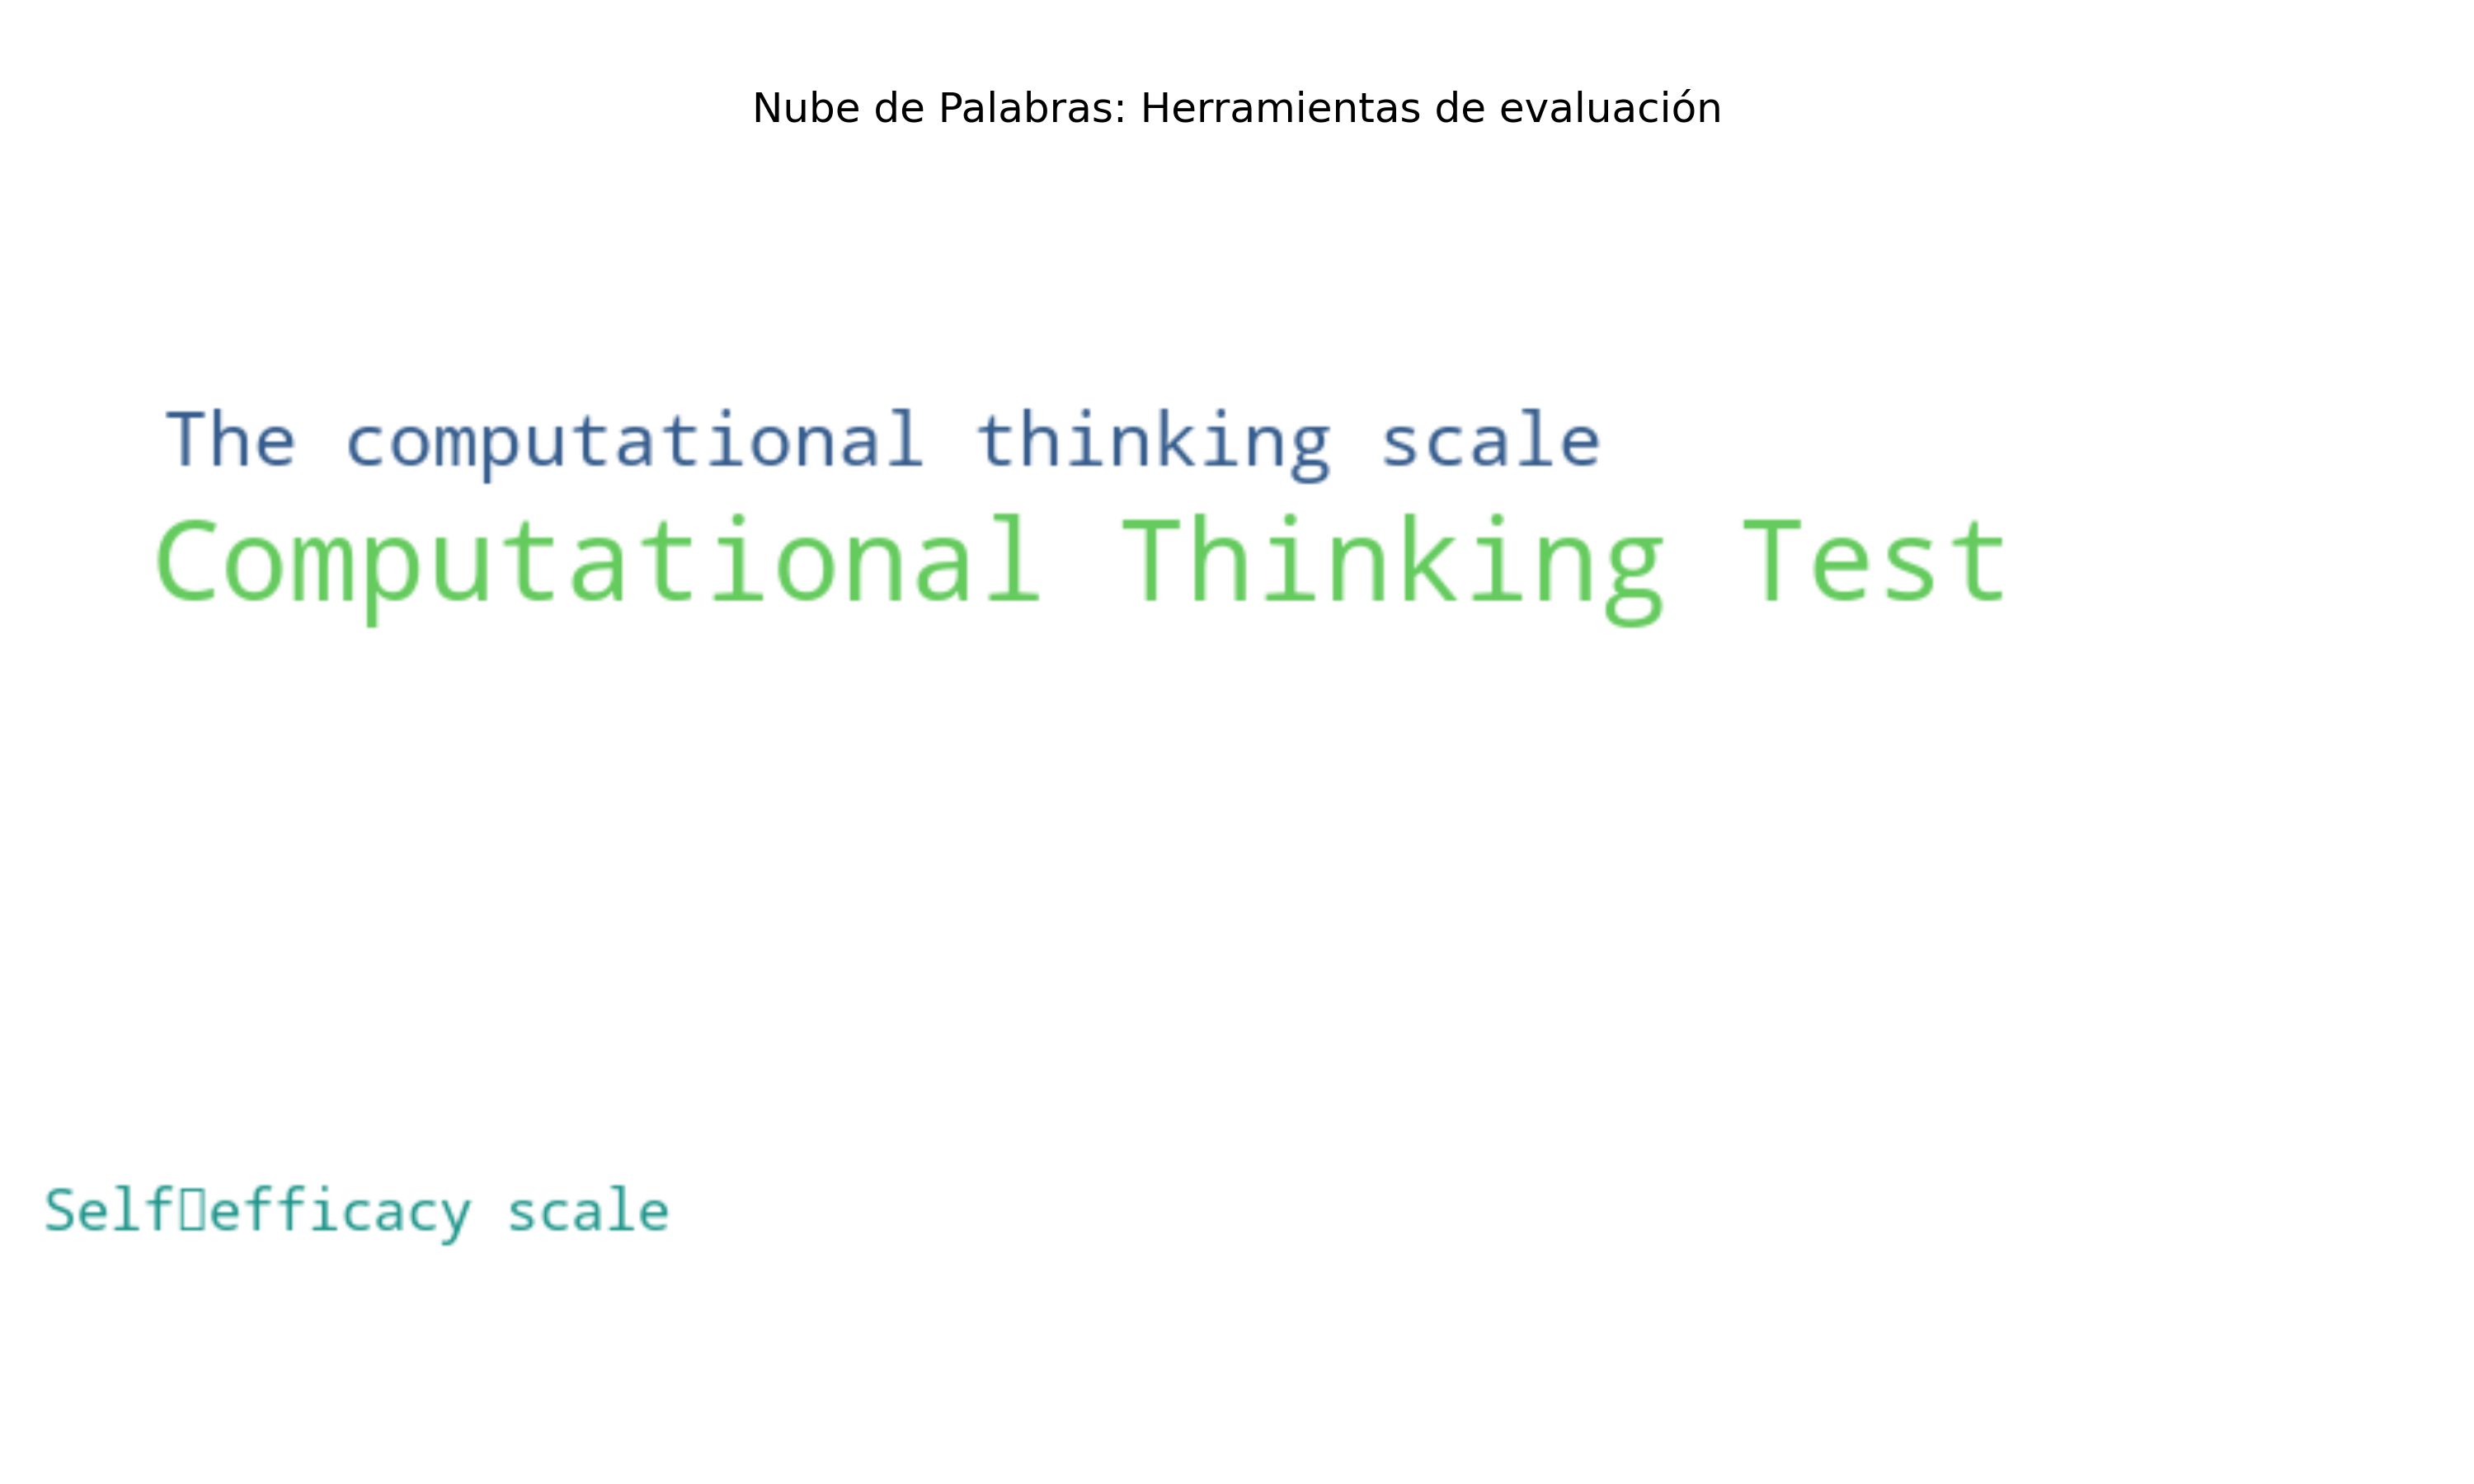 Nube de Palabras: Herramientas de evaluación
The computational thinking scale
Computational Thinking Test
Self▯efficacy scale